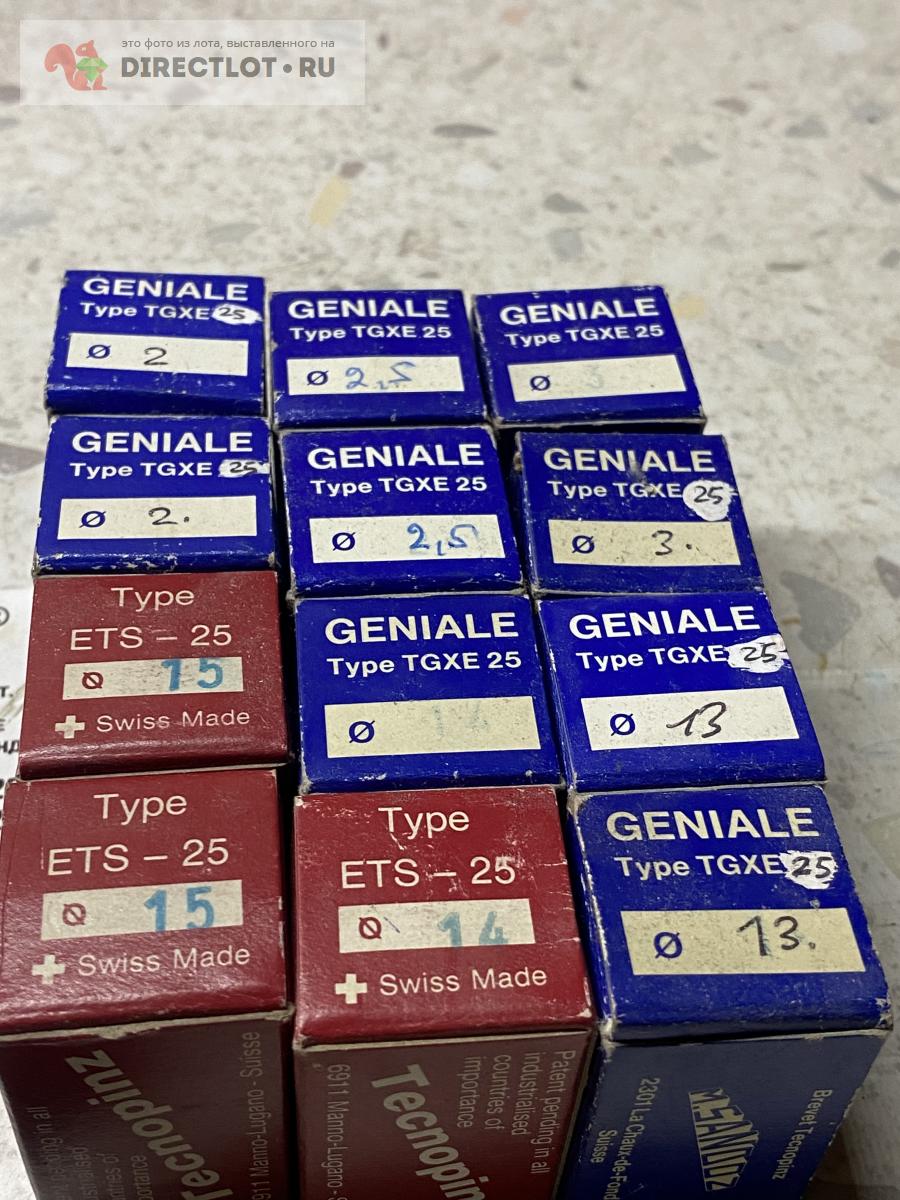 это фото из лота, выставленного на
DIRECTLOT.RU
GENIALE
Type TGXE 25
Ø 2
GENIALE
Type TGXE 25
Ø 2,5
GENIALE
Type TGXE 25
Ø 3
GENIALE
Type TGXE 25
Ø 2.
GENIALE
Type TGXE 25
Ø 2,5
GENIALE
Type TGXE 25
Ø 3.
Type
ETS – 25
Ø 15
Swiss Made
GENIALE
Type TGXE 25
Ø
GENIALE
Type TGXE 25
Ø 13
Type
ETS – 25
Ø 15
Swiss Made
Type
ETS – 25
Ø 14
Swiss Made
GENIALE
Type TGXE 25
Ø 13.
Tecnopinz
6911 Manno-Lugano - Suisse
Patent pending in all
industrialised
countries of
importance
Tecnopin
6911 Manno-Lugano -
Brevet Tecnopinz
2301 La Chaux-de-Fond
Suisse